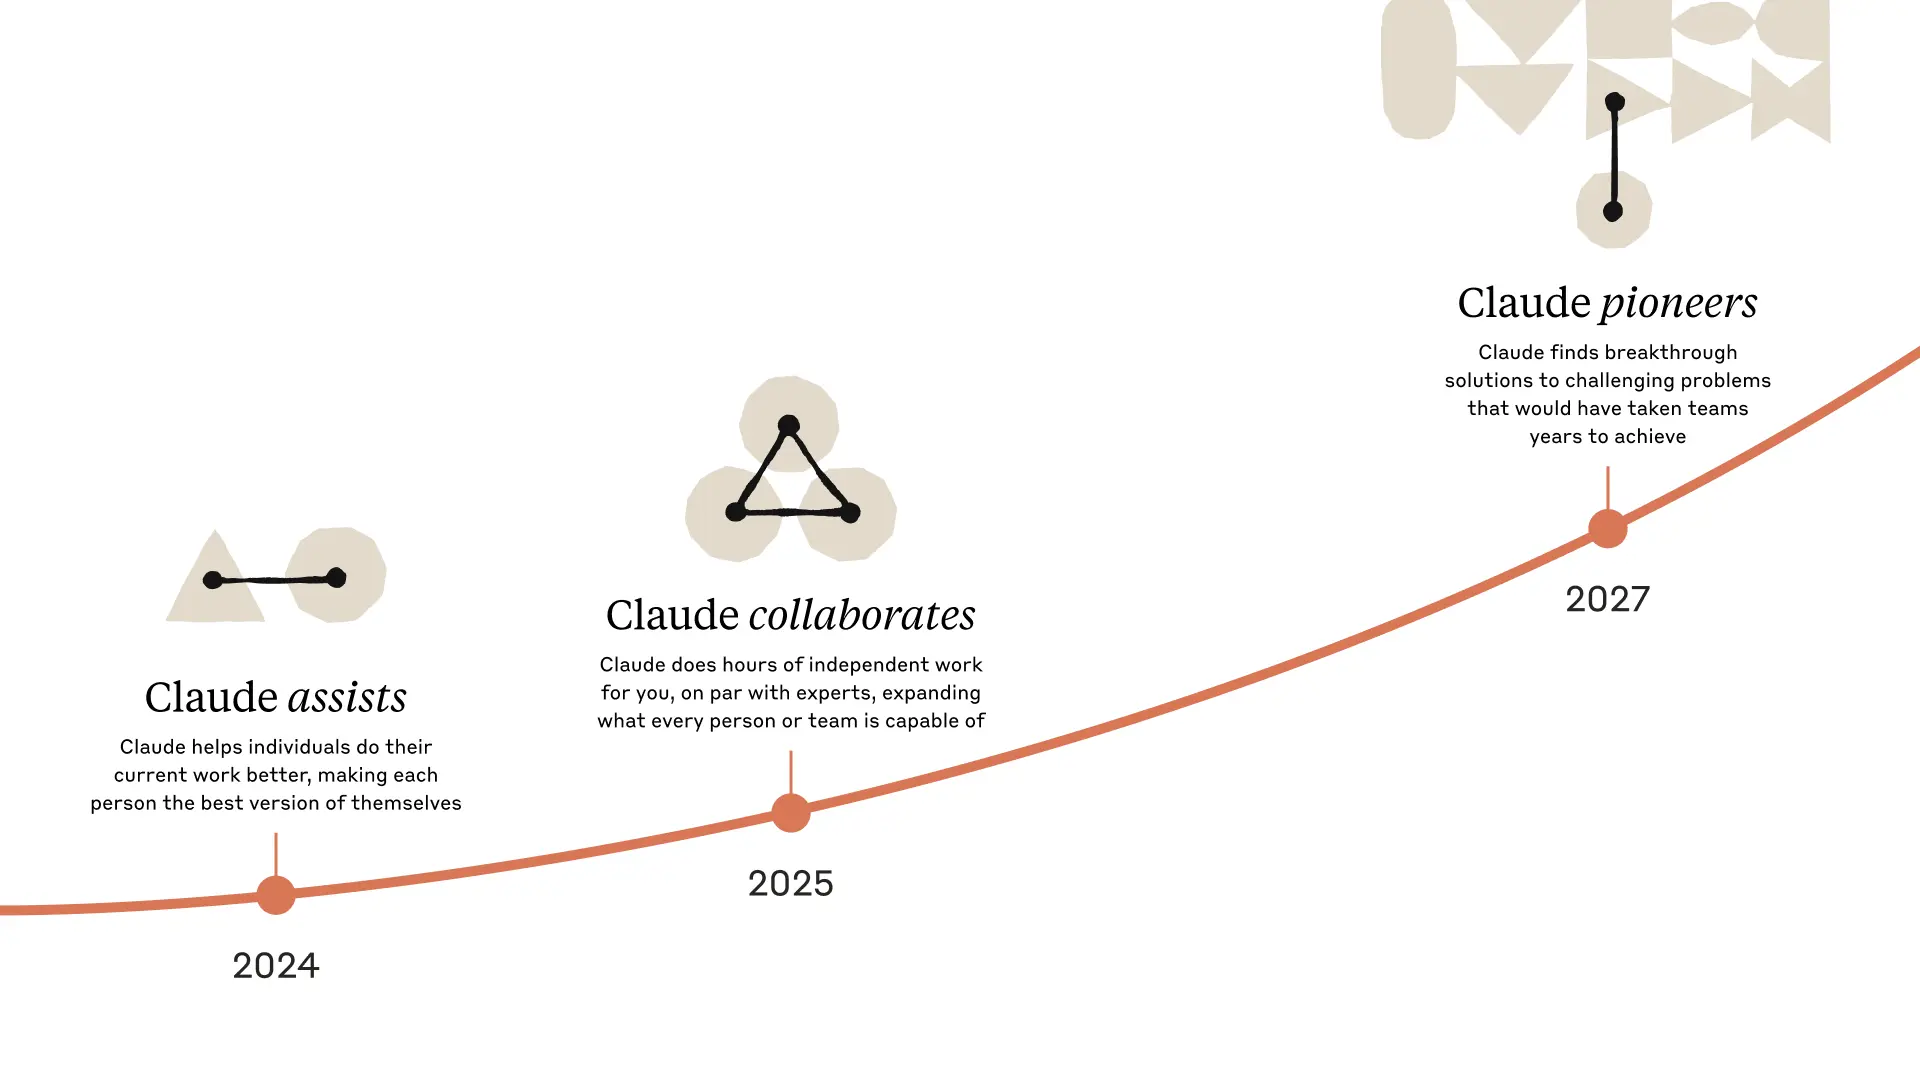 Claude assists
Claude helps individuals do their
current work better, making each
person the best version of themselves
2024
Claude collaborates
Claude does hours of independent work
for you, on par with experts, expanding
what every person or team is capable of
2025
Claude pioneers
Claude finds breakthrough
solutions to challenging problems
that would have taken teams
years to achieve
2027